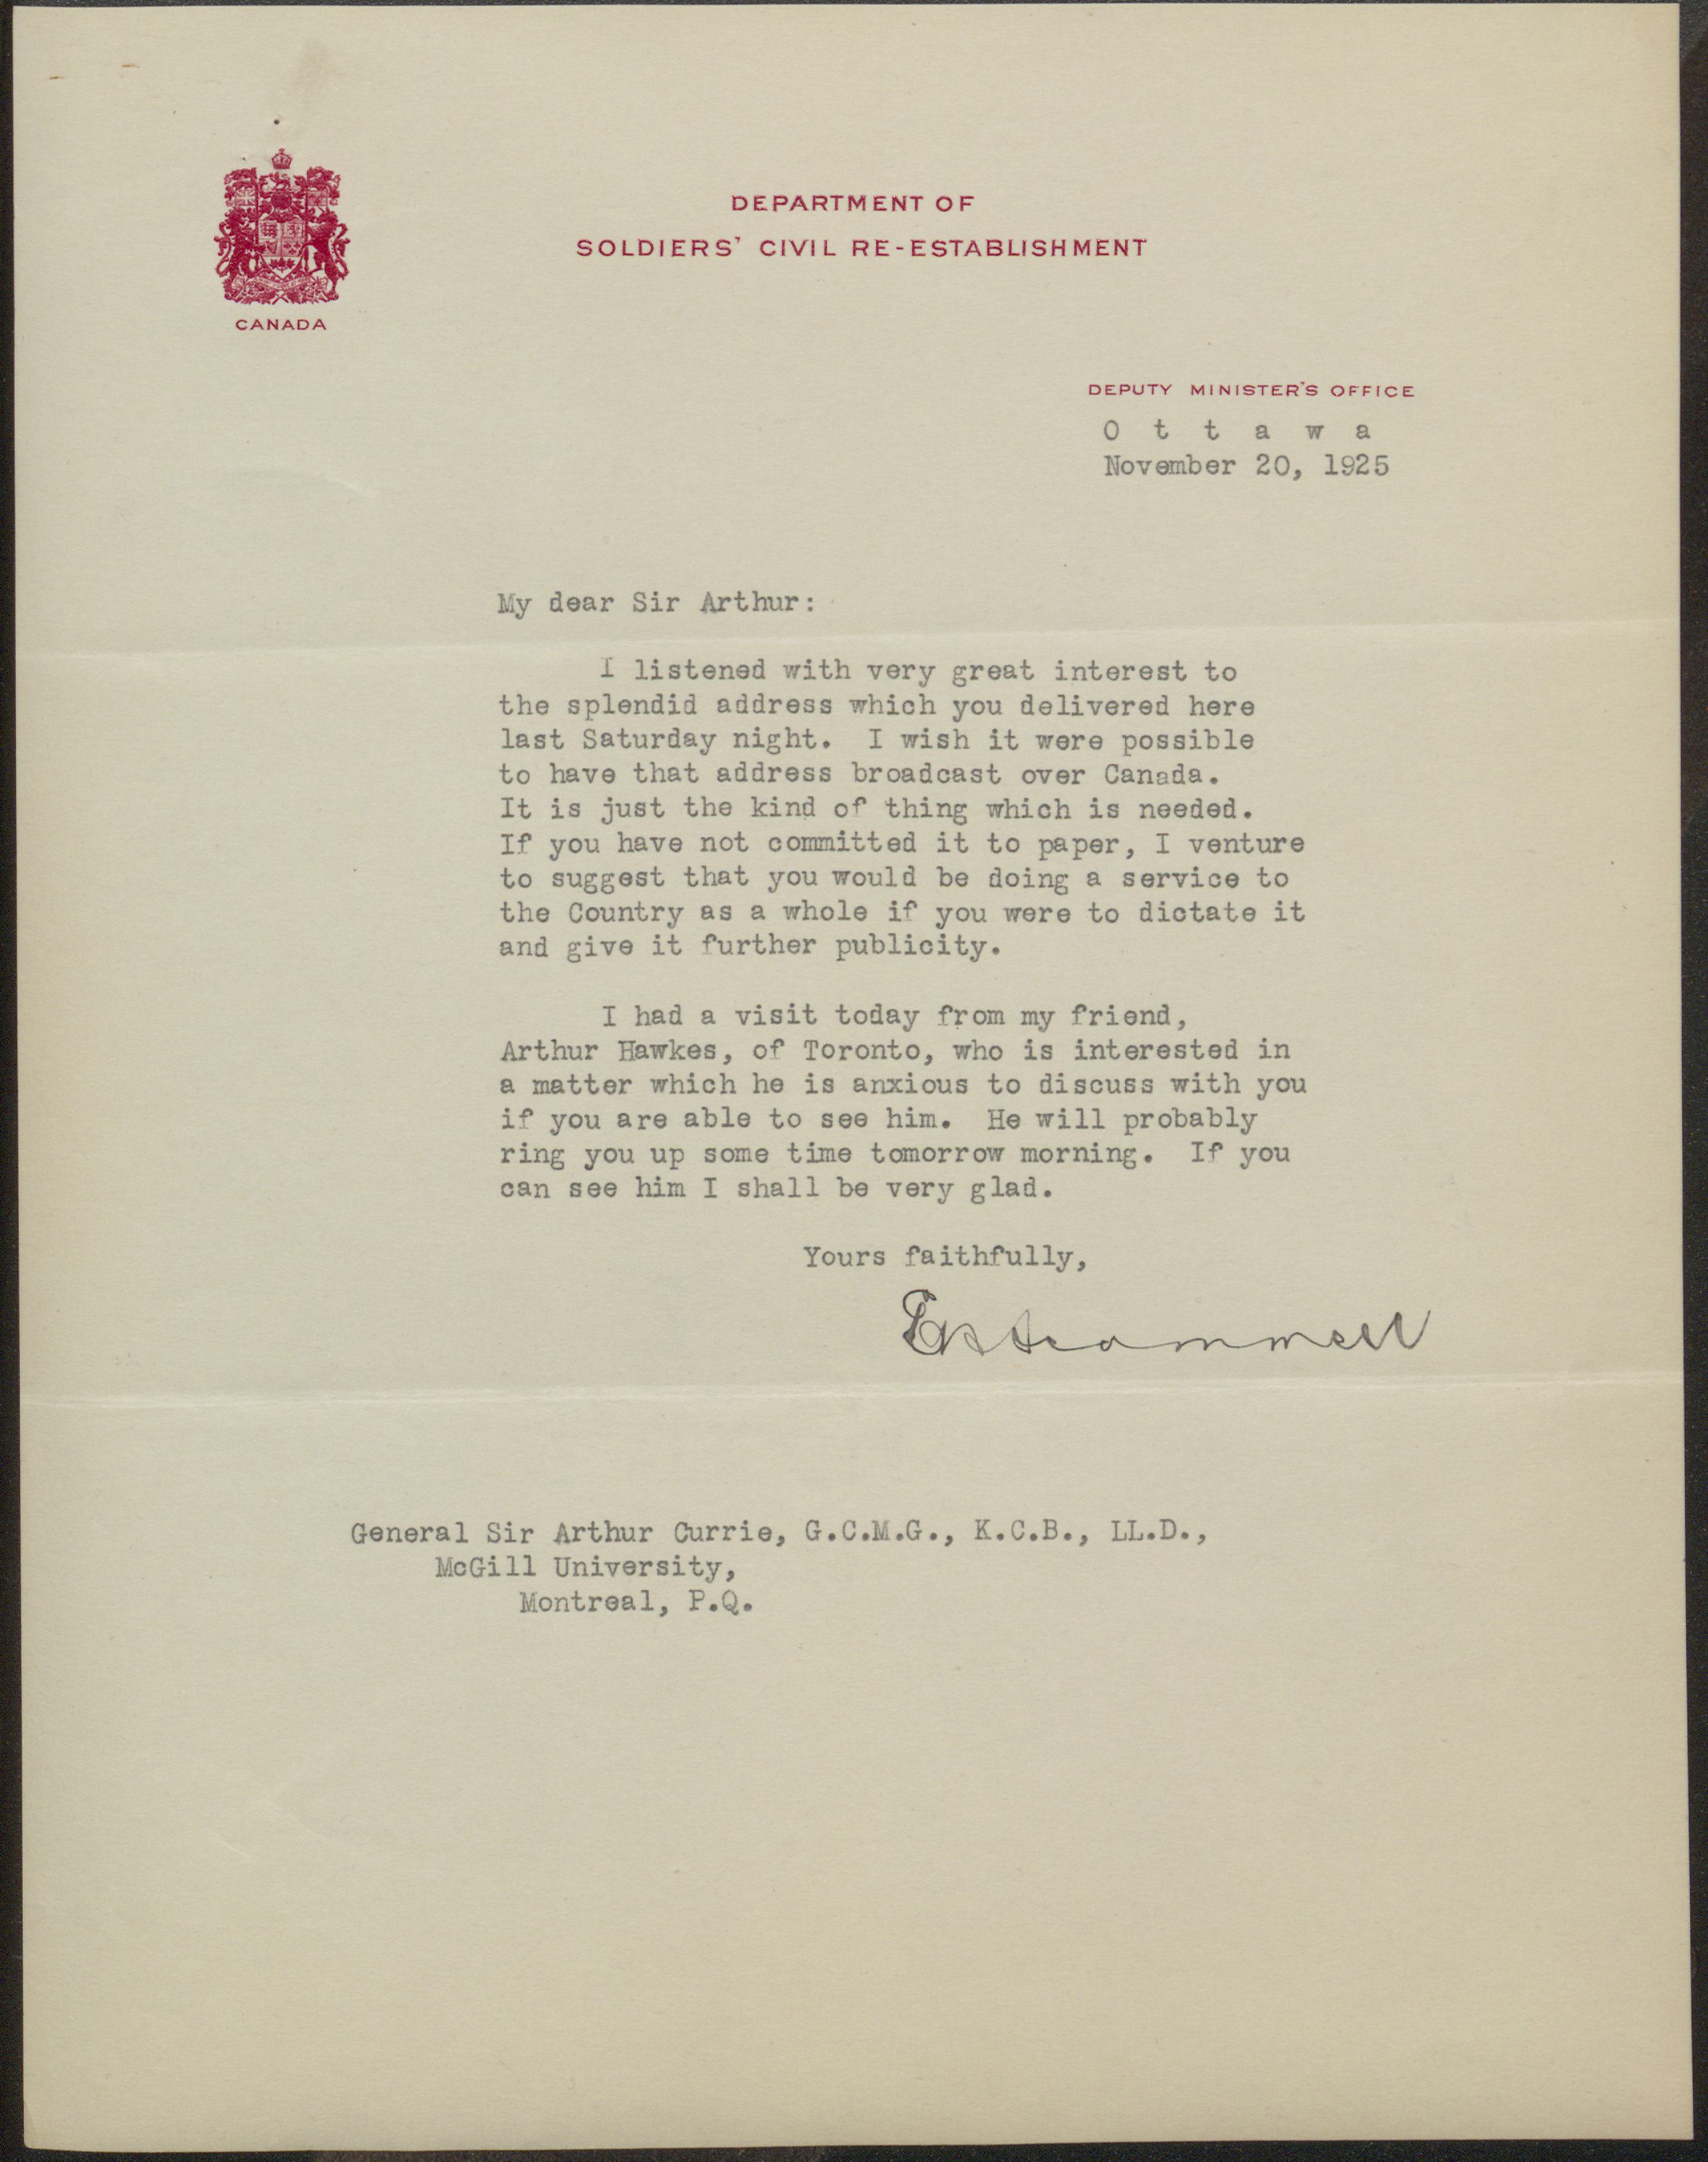 DEPARTMENT OF
SOLDIERS' CIVIL RE-ESTABLISHMENT
CANADA
DEPUTY MINISTER'S OFFICE
O t t a w a
November 20, 1925
My dear Sir Arthur:
I listened with very great interest to
the splendid address which you delivered here
last Saturday night. I wish it were possible
to have that address broadcast over Canada.
It is just the kind of thing which is needed.
If you have not committed it to paper, I venture
to suggest that you would be doing a service to
the Country as a whole if you were to dictate it
and give it further publicity.
I had a visit today from my friend,
Arthur Hawkes, of Toronto, who is interested in
a matter which he is anxious to discuss with you
if you are able to see him. He will probably
ring you up some time tomorrow morning. If you
can see him I shall be very glad.
Yours faithfully,
Scammell
General Sir Arthur Currie, G.C.M.G., K.C.B., LL.D.,
McGill University,
Montreal, P.Q.